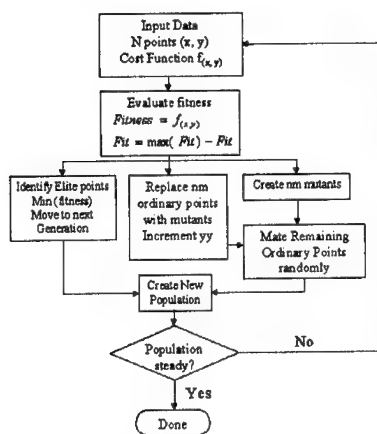 Input Data
N points (x, y)
Cost Function f(x, y)
Evaluate fitness
Fitness = f(x,y)
Fit = max( Fit) − Fit
Identify Elite points
Min (fitness)
Move to next
Generation
Replace nm
ordinary points
with mutants
Increment yy
Create nm mutants
Mate Remaining
Ordinary Points
randomly
Create New
Population
Population
steady?
No
Yes
Done